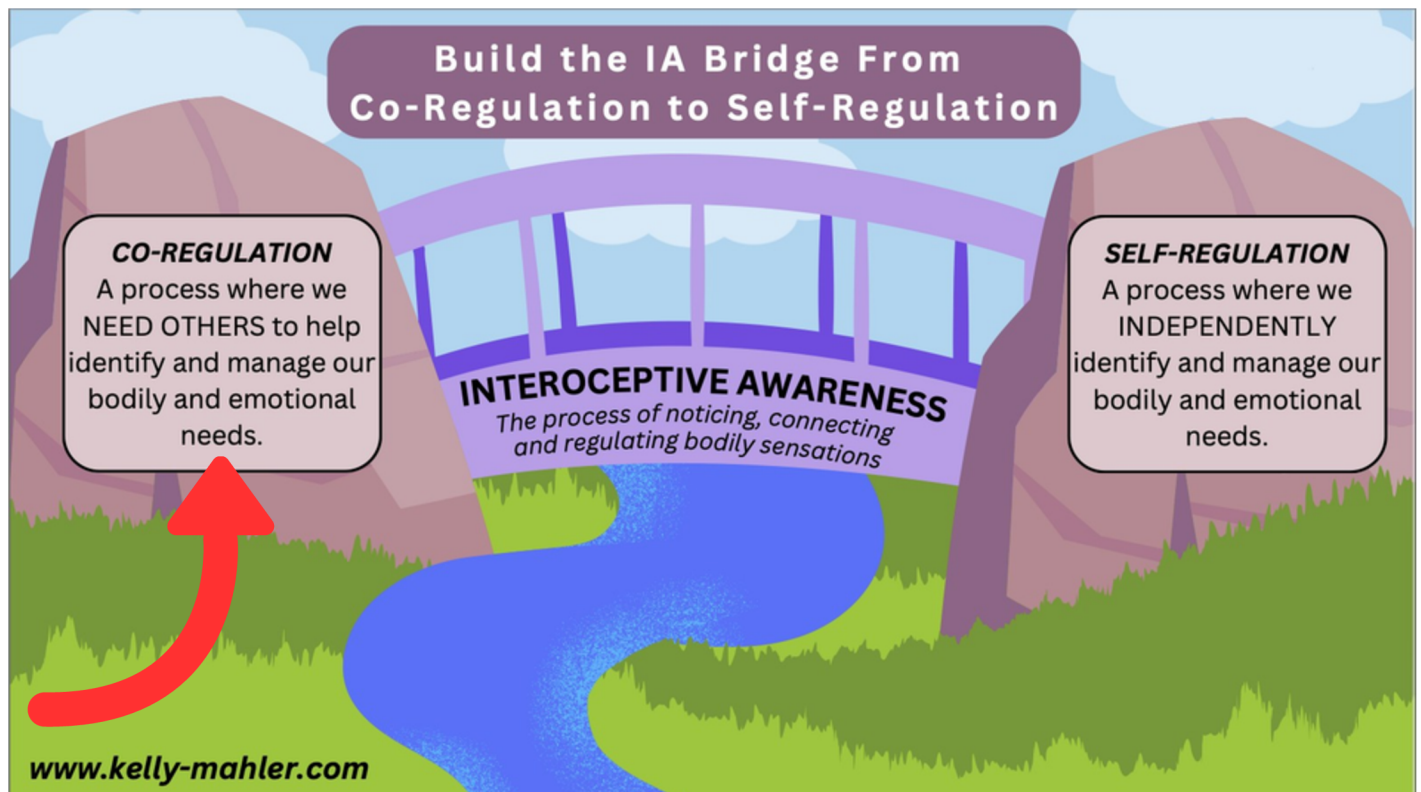 Build the IA Bridge From
Co-Regulation to Self-Regulation
CO-REGULATION
A process where we
NEED OTHERS to help
identify and manage our
bodily and emotional
needs.
INTEROCEPTIVE AWARENESS
The process of noticing, connecting
and regulating bodily sensations
SELF-REGULATION
A process where we
INDEPENDENTLY
identify and manage our
bodily and emotional
needs.
www.kelly-mahler.com